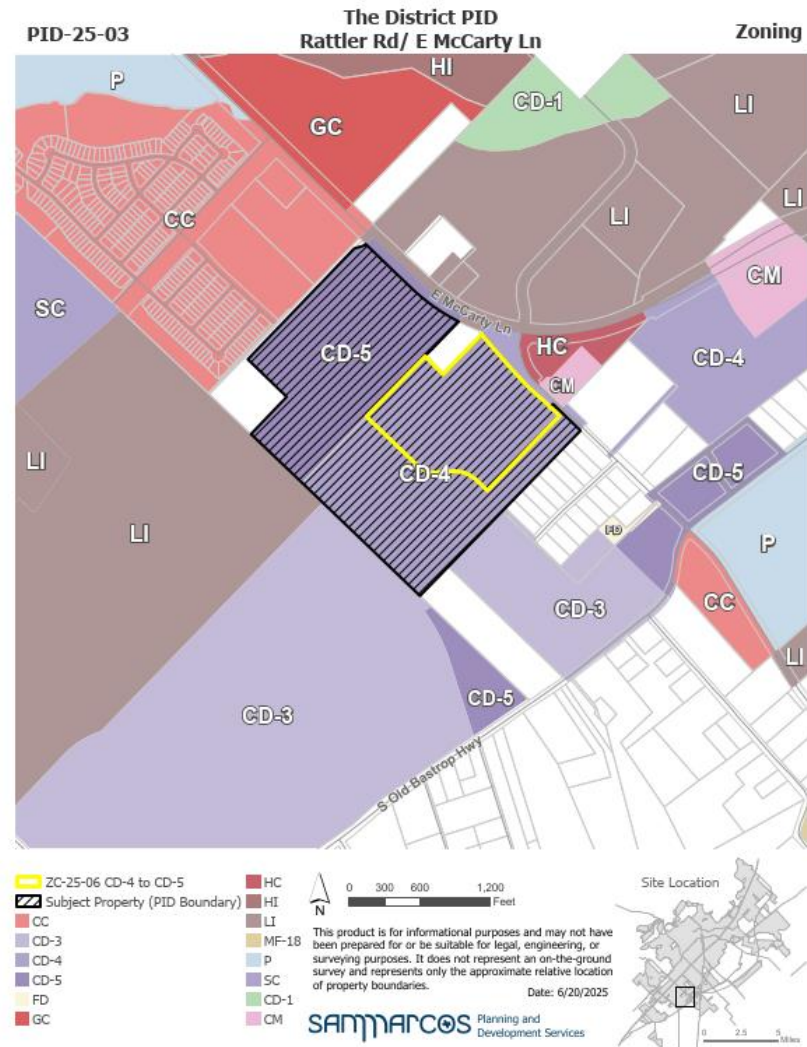 PID-25-03
The District PID
Rattler Rd/ E McCarty Ln
Zoning
P
HI
CD-1
LI
GC
CC
LI
LI
SC
CM
E McCarty Ln
CD-5
HC
CD-4
CM
LI
CD-4
CD-5
LI
FD
P
CD-3
CC
LI
CD-3
CD-5
S Old Bastrop Hwy
ZC-25-06 CD-4 to CD-5
Subject Property (PID Boundary)
CC
CD-3
CD-4
CD-5
FD
GC
HC
HI
LI
MF-18
P
SC
CD-1
CM
N
0 300 600 1,200
Feet
This product is for informational purposes and may not have
been prepared for or be suitable for legal, engineering, or
surveying purposes. It does not represent an on-the-ground
survey and represents only the approximate relative location
of property boundaries.
Date: 6/20/2025
SAN MARCOS
Planning and
Development Services
Site Location
0 2.5 5
Miles